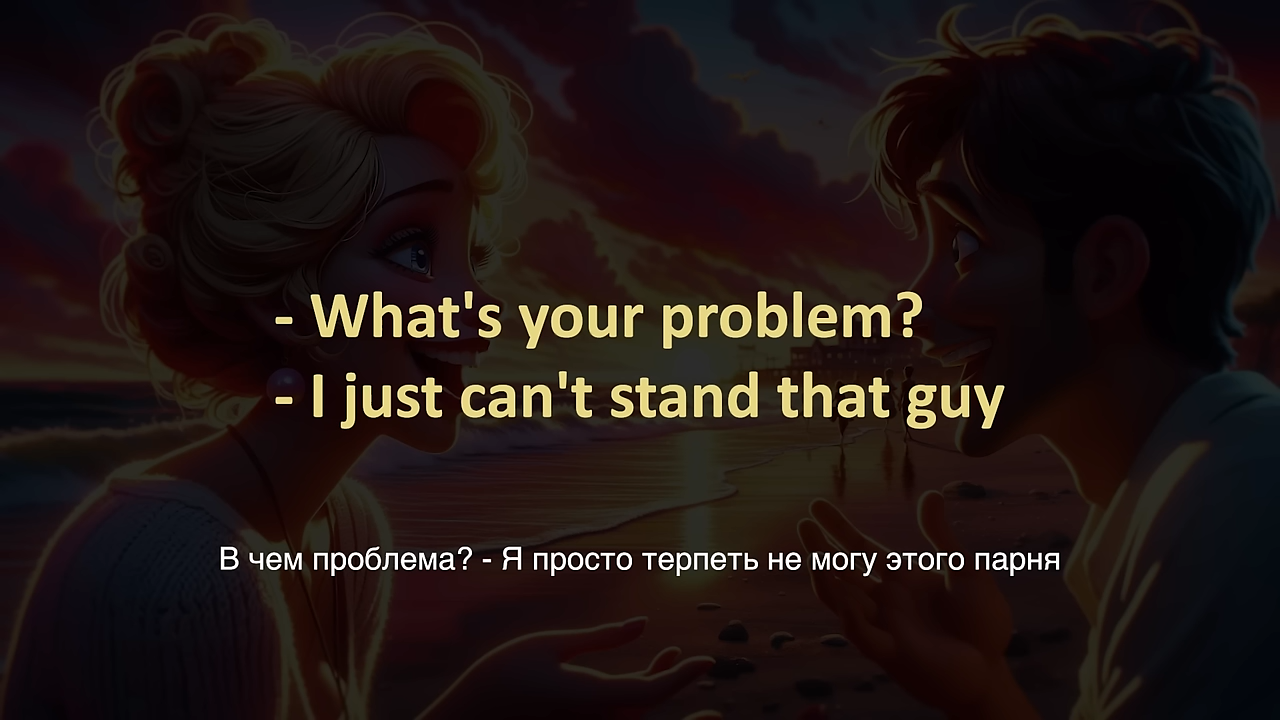 - What's your problem?
- I just can't stand that guy
В чем проблема? - Я просто терпеть не могу этого парня